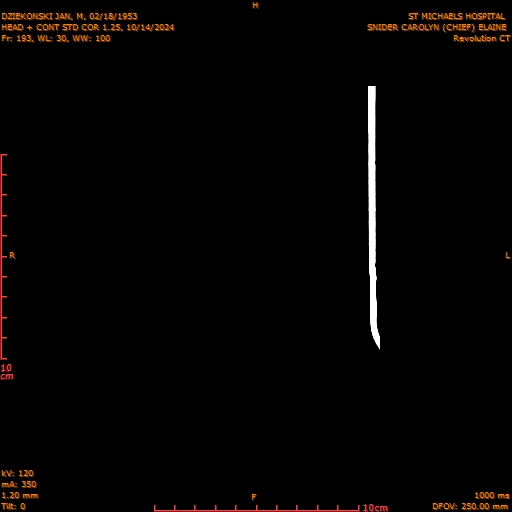 H
DZIEKONSKI JAN, M, 02/18/1953
HEAD + CONT STD COR 1.25, 10/14/2024
Fr: 193, WL: 30, WW: 100
ST MICHAELS HOSPITAL
SNIDER CAROLYN (CHIEF) ELAINE
Revolution CT
R
L
10
cm
kV: 120
mA: 350
1.20 mm
Tilt: 0
F
10cm
1000 ms
DFOV: 250.00 mm